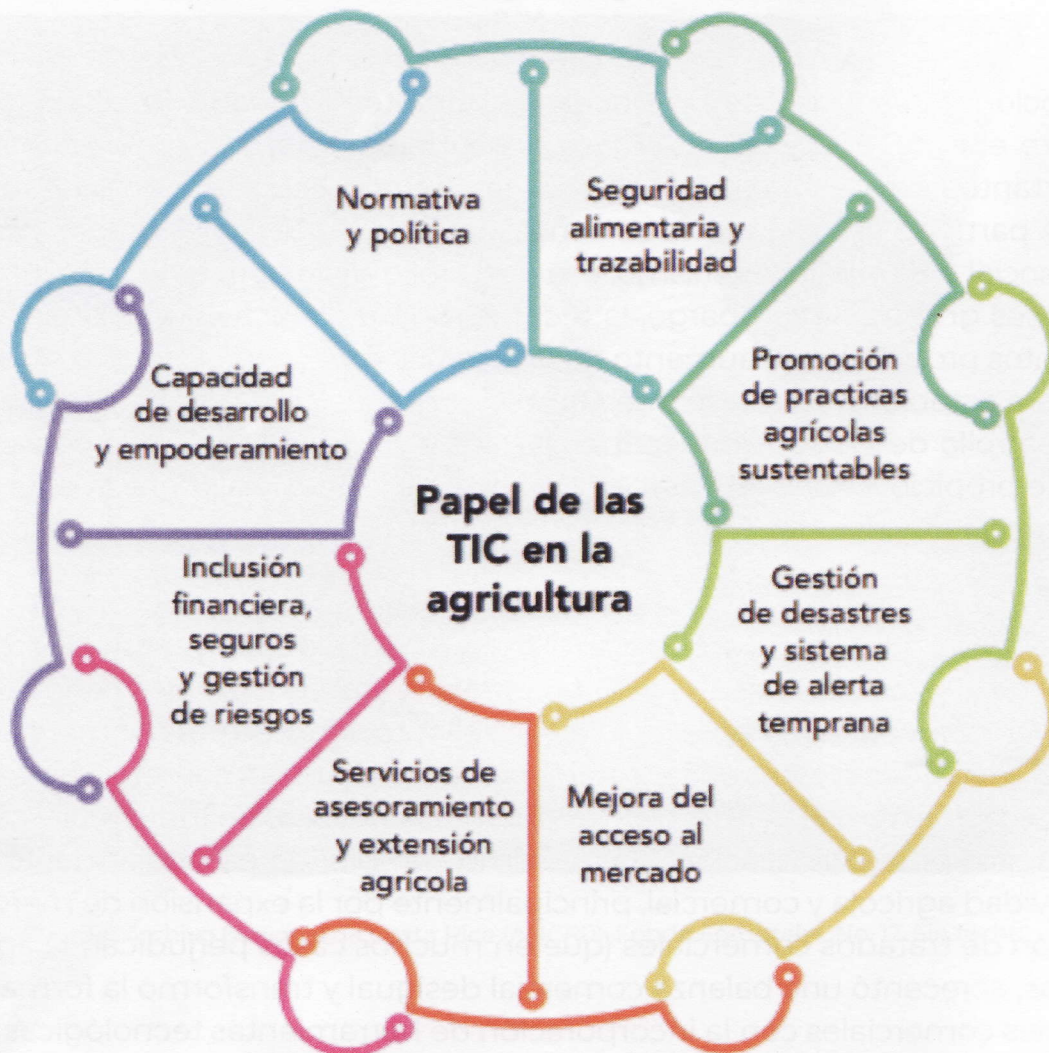 Papel de las
TIC en la
agricultura
Normativa
y política
Seguridad
alimentaria y
trazabilidad
Promoción
de practicas
agrícolas
sustentables
Gestión
de desastres
y sistema
de alerta
temprana
Mejora del
acceso al
mercado
Servicios de
asesoramiento
y extensión
agrícola
Inclusión
financiera,
seguros
y gestión
de riesgos
Capacidad
de desarrollo
y empoderamiento